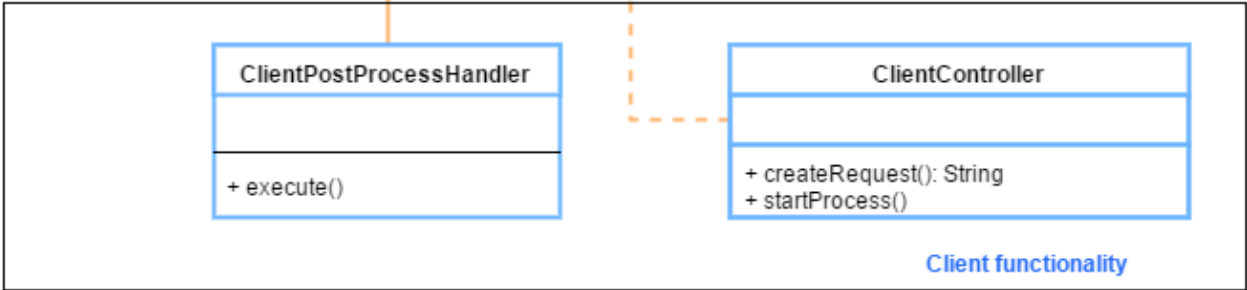 ClientPostProcessHandler
+ execute()
ClientController
+ createRequest(): String
+ startProcess()
Client functionality